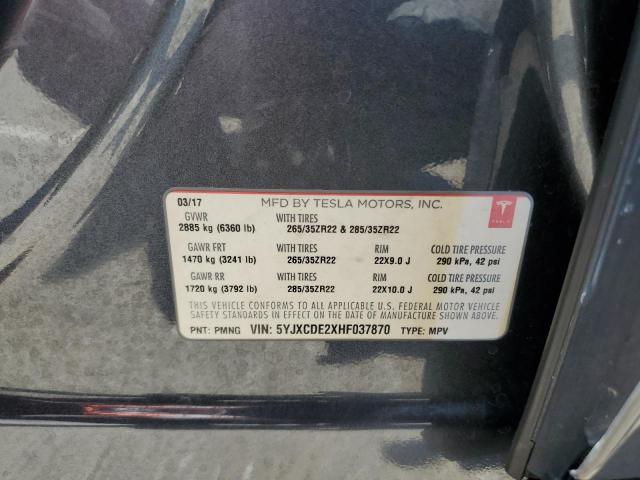 03/17 MFD BY TESLA MOTORS, INC.
GVWR WITH TIRES
2885 kg (6360 lb) 265/35ZR22 & 285/35ZR22
GAWR FRT WITH TIRES RIM COLD TIRE PRESSURE
1470 kg (3241 lb) 265/35ZR22 22X9.0 J 290 kPa, 42 psi
GAWR RR WITH TIRES RIM COLD TIRE PRESSURE
1720 kg (3792 lb) 285/35ZR22 22X10.0 J 290 kPa, 42 psi
THIS VEHICLE CONFORMS TO ALL APPLICABLE U.S. FEDERAL MOTOR VEHICLE
SAFETY STANDARDS IN EFFECT ON THE DATE OF MANUFACTURE SHOWN ABOVE.
PNT: PMNG VIN: 5YJXCDE2XHF037870 TYPE: MPV